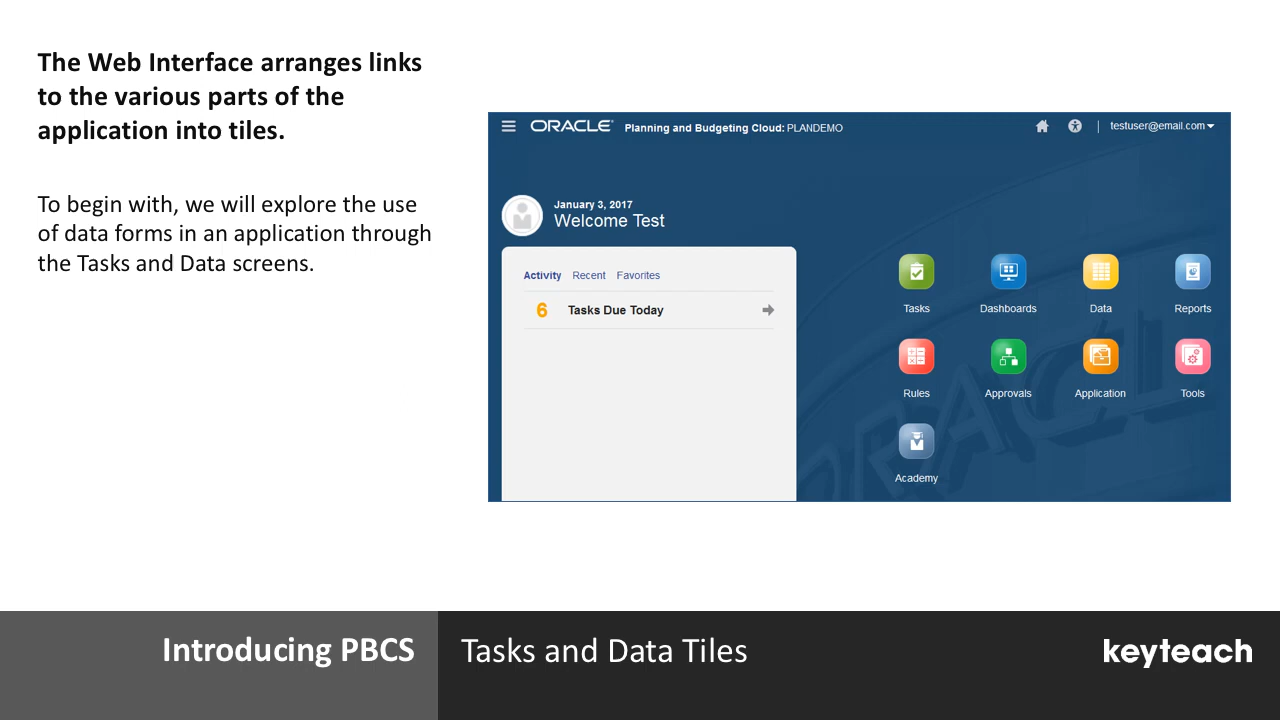 The Web Interface arranges links
to the various parts of the
application into tiles.
To begin with, we will explore the use
of data forms in an application through
the Tasks and Data screens.
ORACLE Planning and Budgeting Cloud: PLANDEMO testuser@email.com
January 3, 2017
Welcome Test
Activity Recent Favorites
6 Tasks Due Today
Tasks Dashboards Data Reports
Rules Approvals Application Tools
Academy
ORACLE
Introducing PBCS Tasks and Data Tiles keyteach